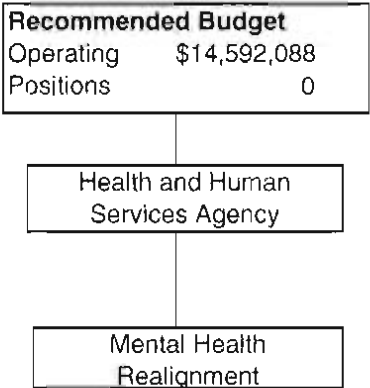 Recommended Budget
Operating $14,592,088
Positions 0
Health and Human
Services Agency
Mental Health
Realignment